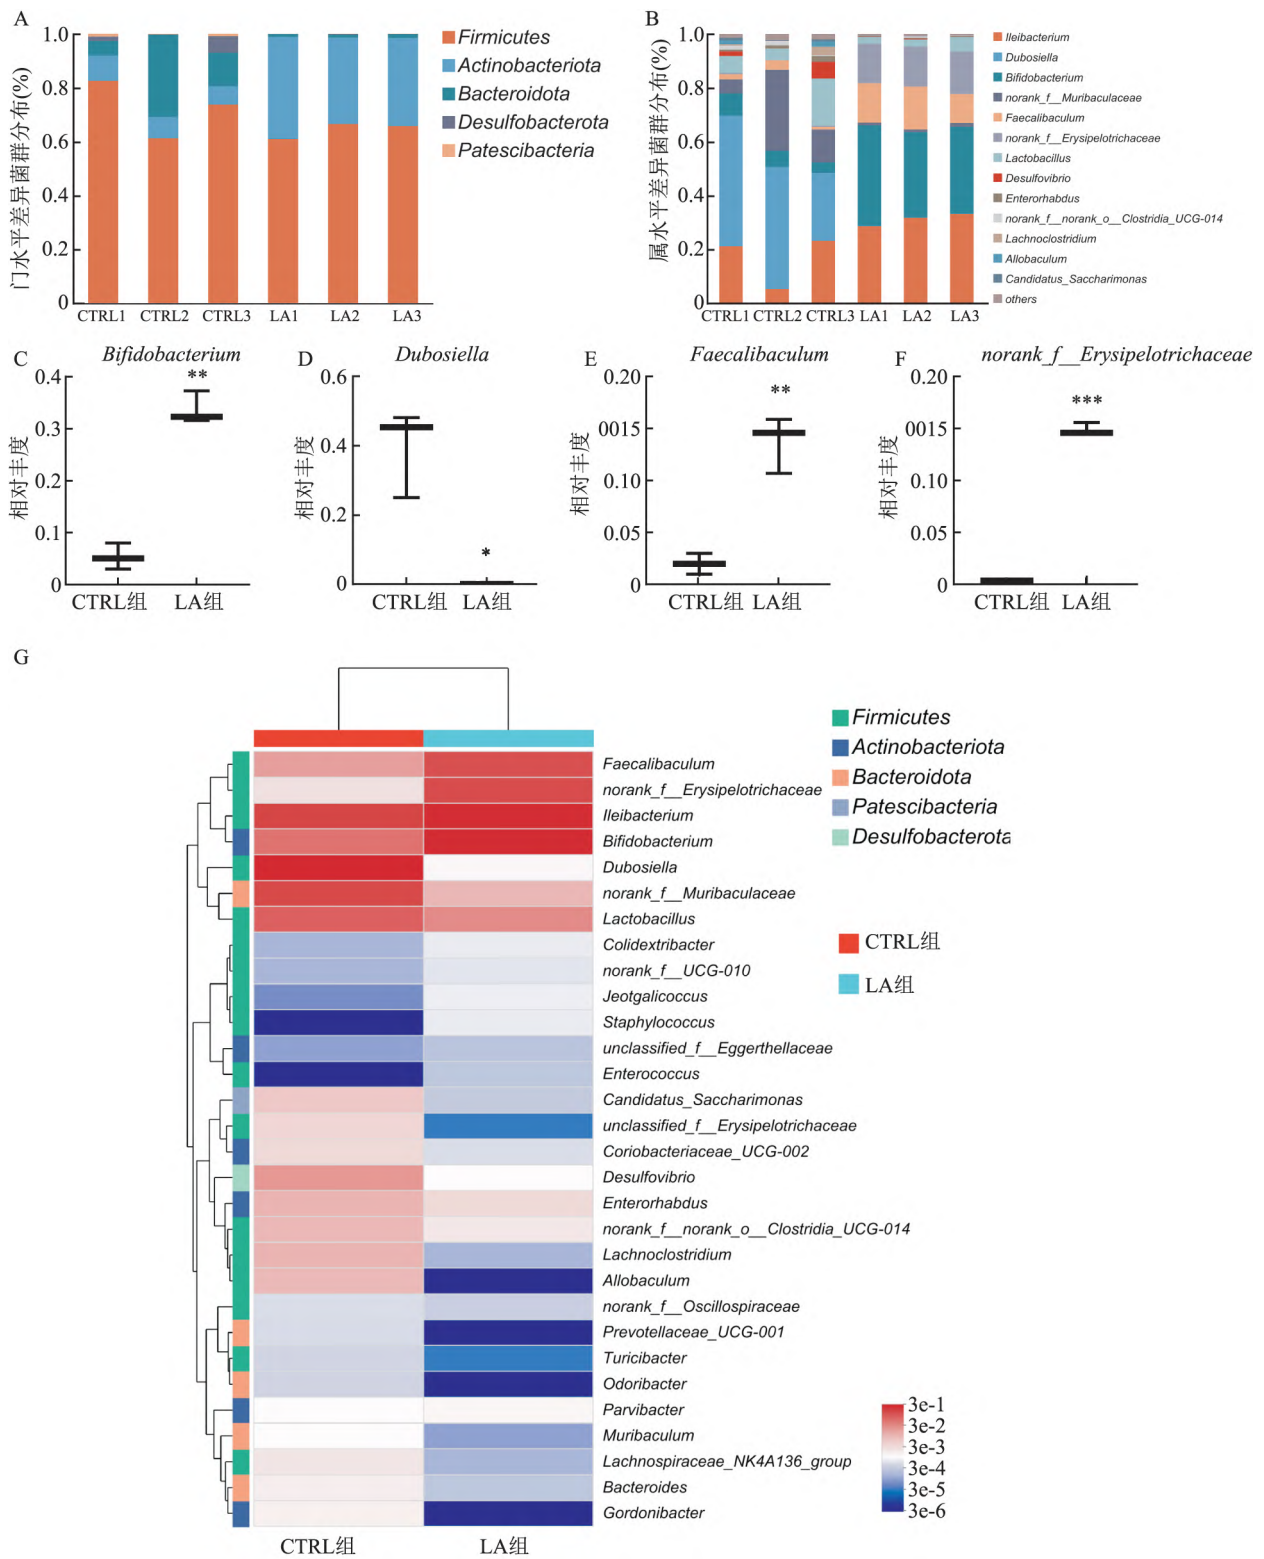 A
门水平差异菌群分布(%)
1.0
0.8
0.6
0.4
0.2
0
CTRL1 CTRL2 CTRL3 LA1 LA2 LA3
Firmicutes
Actinobacteriota
Bacteroidota
Desulfobacterota
Patescibacteria
B
属水平差异菌群分布(%)
1.0
0.8
0.6
0.4
0.2
0
CTRL1 CTRL2 CTRL3 LA1 LA2 LA3
Ileibacterium
Dubosiella
Bifidobacterium
norank_f__Muribaculaceae
Faecalibaculum
norank_f__Erysipelotrichaceae
Lactobacillus
Desulfovibrio
Enterorhabdus
norank_f__norank_o__Clostridia_UCG-014
Lachnoclostridium
Allobaculum
Candidatus_Saccharimonas
others
C
Bifidobacterium
相对丰度
0.4
0.3
0.2
0.1
0
**
CTRL组 LA组
D
Dubosiella
相对丰度
0.6
0.4
0.2
0
*
CTRL组 LA组
E
Faecalibaculum
相对丰度
0.20
0015
0.10
0.05
0
**
CTRL组 LA组
F
norank_f__Erysipelotrichaceae
相对丰度
0.20
0015
0.10
0.05
0
***
CTRL组 LA组
G
Faecalibaculum
norank_f__Erysipelotrichaceae
Ileibacterium
Bifidobacterium
Dubosiella
norank_f__Muribaculaceae
Lactobacillus
Colidextribacter
norank_f__UCG-010
Jeotgalicoccus
Staphylococcus
unclassified_f__Eggerthellaceae
Enterococcus
Candidatus_Saccharimonas
unclassified_f__Erysipelotrichaceae
Coriobacteriaceae_UCG-002
Desulfovibrio
Enterorhabdus
norank_f__norank_o__Clostridia_UCG-014
Lachnoclostridium
Allobaculum
norank_f__Oscillospiraceae
Prevotellaceae_UCG-001
Turicibacter
Odoribacter
Parvibacter
Muribaculum
Lachnospiraceae_NK4A136_group
Bacteroides
Gordonibacter
CTRL组 LA组
Firmicutes
Actinobacteriota
Bacteroidota
Patescibacteria
Desulfobacterota
CTRL组
LA组
3e-1
3e-2
3e-3
3e-4
3e-5
3e-6